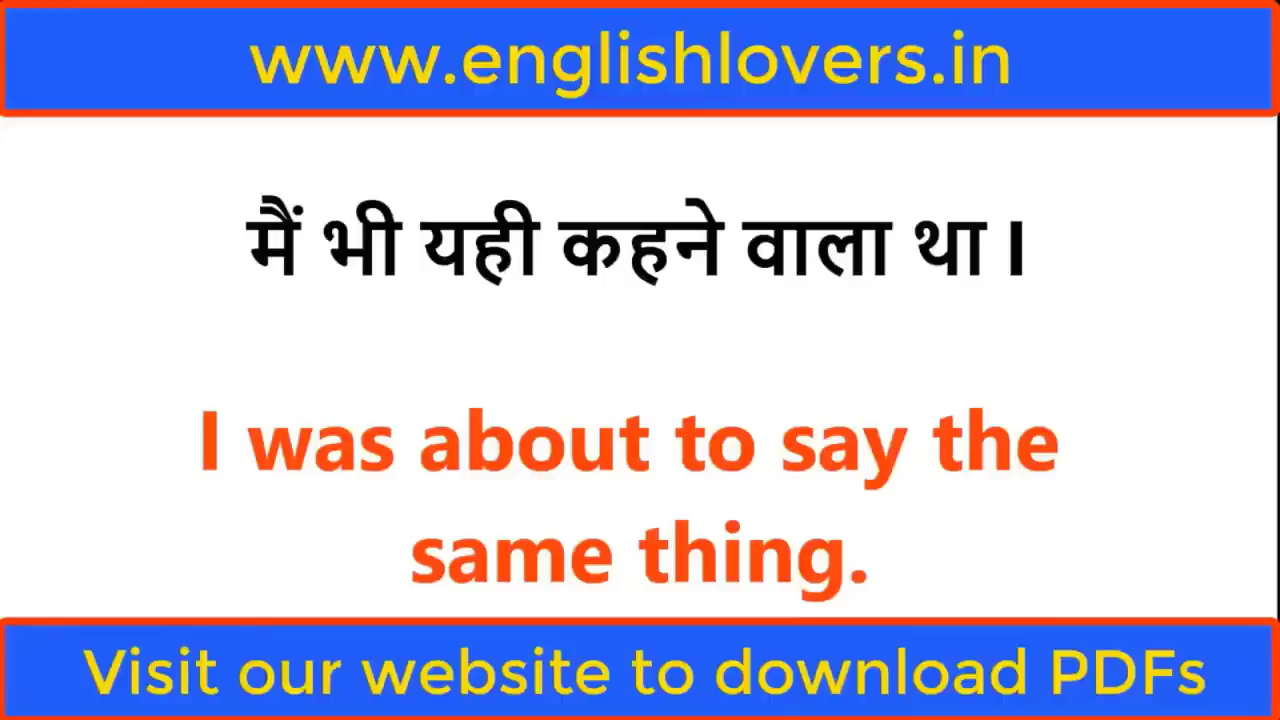 www.englishlovers.in
मैं भी यही कहने वाला था।
I was about to say the
same thing.
Visit our website to download PDFs